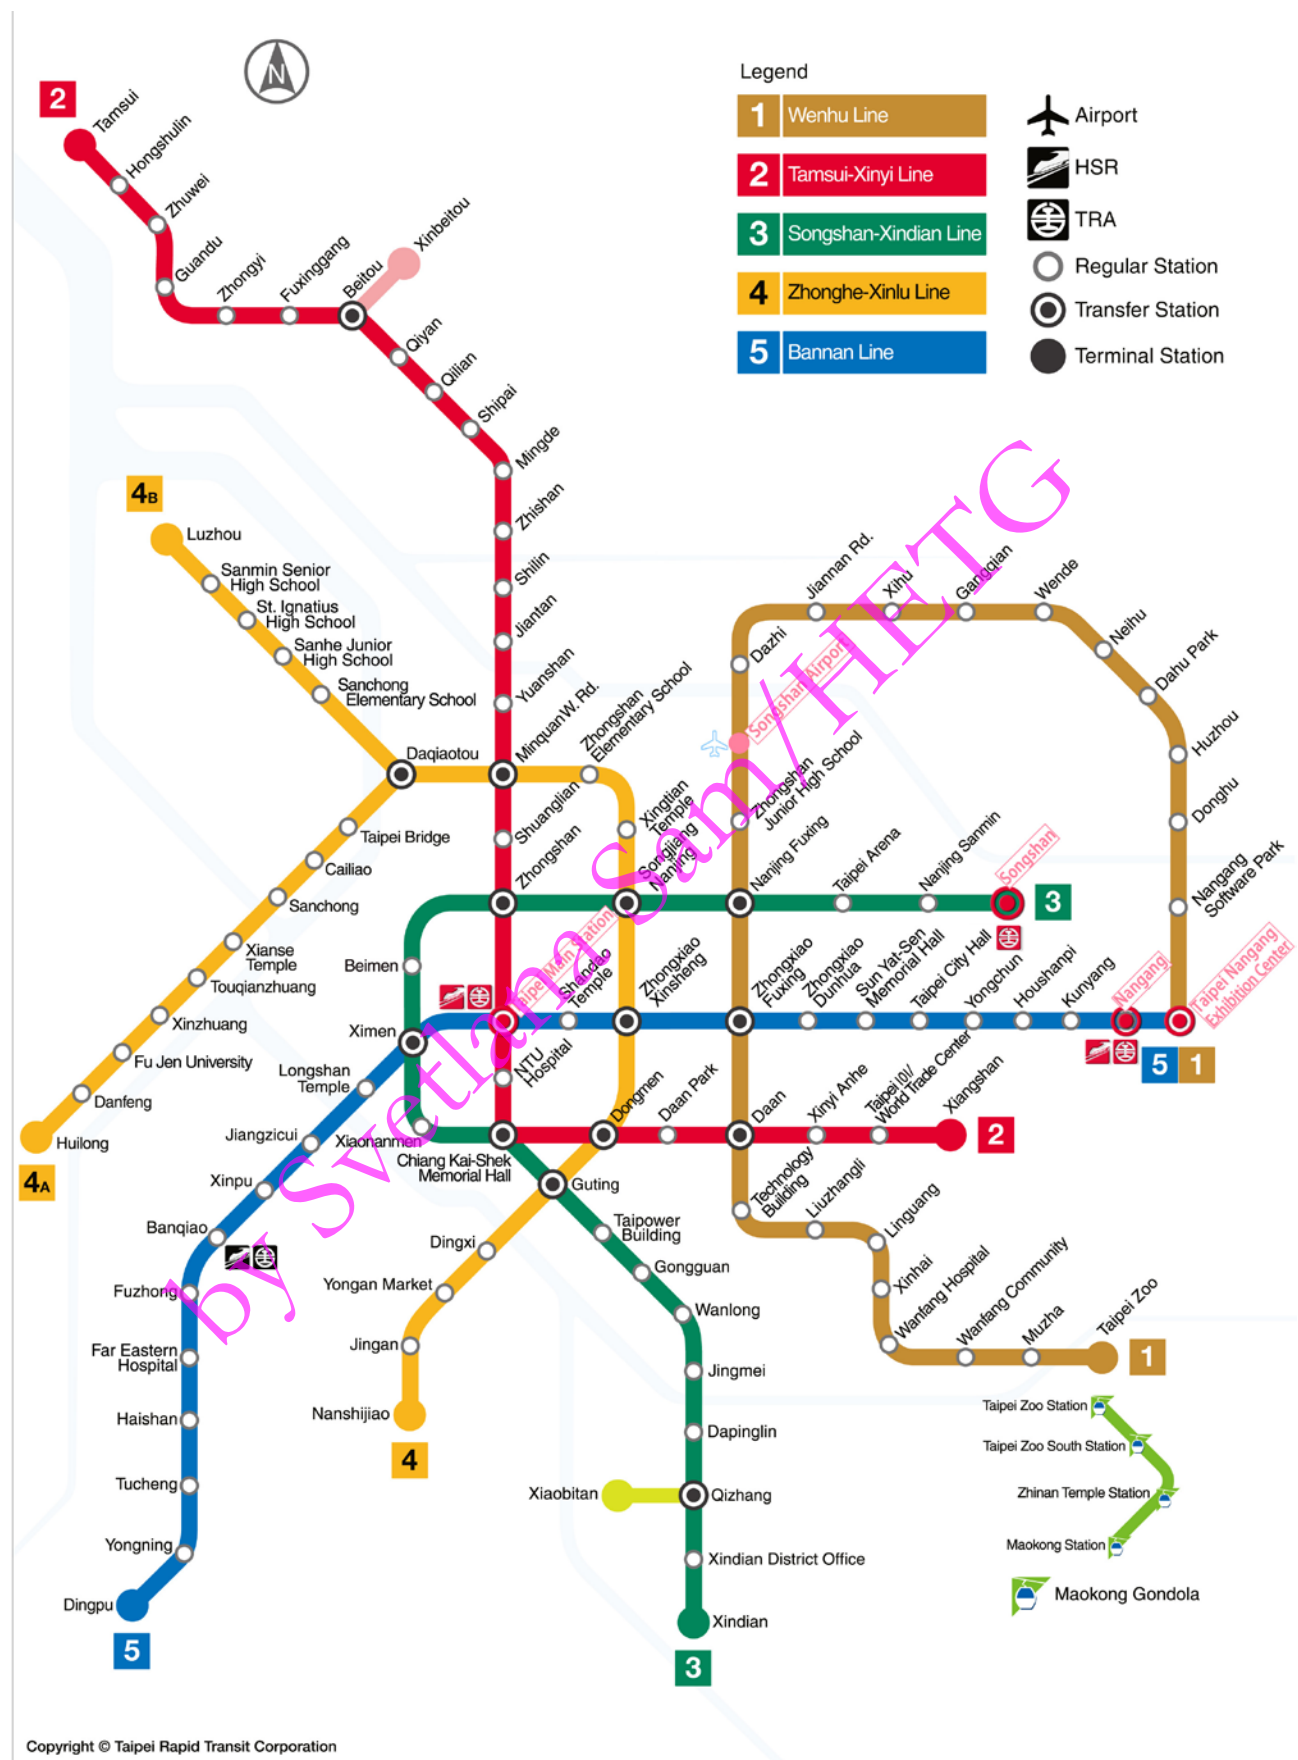 Legend
1 Wenhu Line
2 Tamsui-Xinyi Line
3 Songshan-Xindian Line
4 Zhonghe-Xinlu Line
5 Bannan Line
Airport
HSR
TRA
Regular Station
Transfer Station
Terminal Station
N
2
Tamsui
Hongshulin
Zhuwei
Guandu
Zhongyi
Fuxinggang
Beitou
Xinbeitou
Qiyan
Qilian
Shipai
Mingde
Zhishan
Shilin
Jiantan
Yuanshan
MinquanW. Rd.
Shuanglian
Zhongshan
Taipei Main Station
NTU
Hospital
Chiang Kai-Shek
Memorial Hall
Dongmen
Daan Park
Daan
Xinyi Anhe
Taipei 101/
World Trade Center
Xiangshan
2
4B
Luzhou
Sanmin Senior
High School
St. Ignatius
High School
Sanhe Junior
High School
Sanchong
Elementary School
Daqiaotou
Zhongshan
Elementary School
Xingtian
Temple
Songjiang
Nanjing
Taipei Bridge
Cailiao
Sanchong
Xianse
Temple
Touqianzhuang
Xinzhuang
Fu Jen University
Danfeng
Huilong
4A
Jiannan Rd.
Xihu
Gangqian
Wende
Neihu
Dahu Park
Huzhou
Donghu
Nangang
Software Park
Taipei Nangang
Exhibition Center
Dazhi
Songshan Airport
Zhongshan
Junior High School
Nanjing Fuxing
Taipei Arena
Nanjing Sanmin
Songshan
3
Beimen
Ximen
Shandao
Temple
Zhongxiao
Xinsheng
Zhongxiao
Fuxing
Zhongxiao
Dunhua
Sun Yat-Sen
Memorial Hall
Taipei City Hall
Yongchun
Houshanpi
Kunyang
Nangang
5 1
Longshan
Temple
Jiangzicui
Xiaonanmen
Xinpu
Banqiao
Fuzhong
Far Eastern
Hospital
Haishan
Tucheng
Yongning
Dingpu
5
Guting
Dingxi
Yongan Market
Jingan
Nanshijiao
4
Taipower
Building
Gongguan
Wanlong
Jingmei
Dapinglin
Xiaobitan
Qizhang
Xindian District Office
Xindian
3
Technology
Building
Liuzhangli
Linguang
Xinhai
Wanfang Hospital
Wanfang Community
Muzha
Taipei Zoo
1
Taipei Zoo Station
Taipei Zoo South Station
Zhinan Temple Station
Maokong Station
Maokong Gondola
by Svetlana Sam/HETG
Copyright © Taipei Rapid Transit Corporation